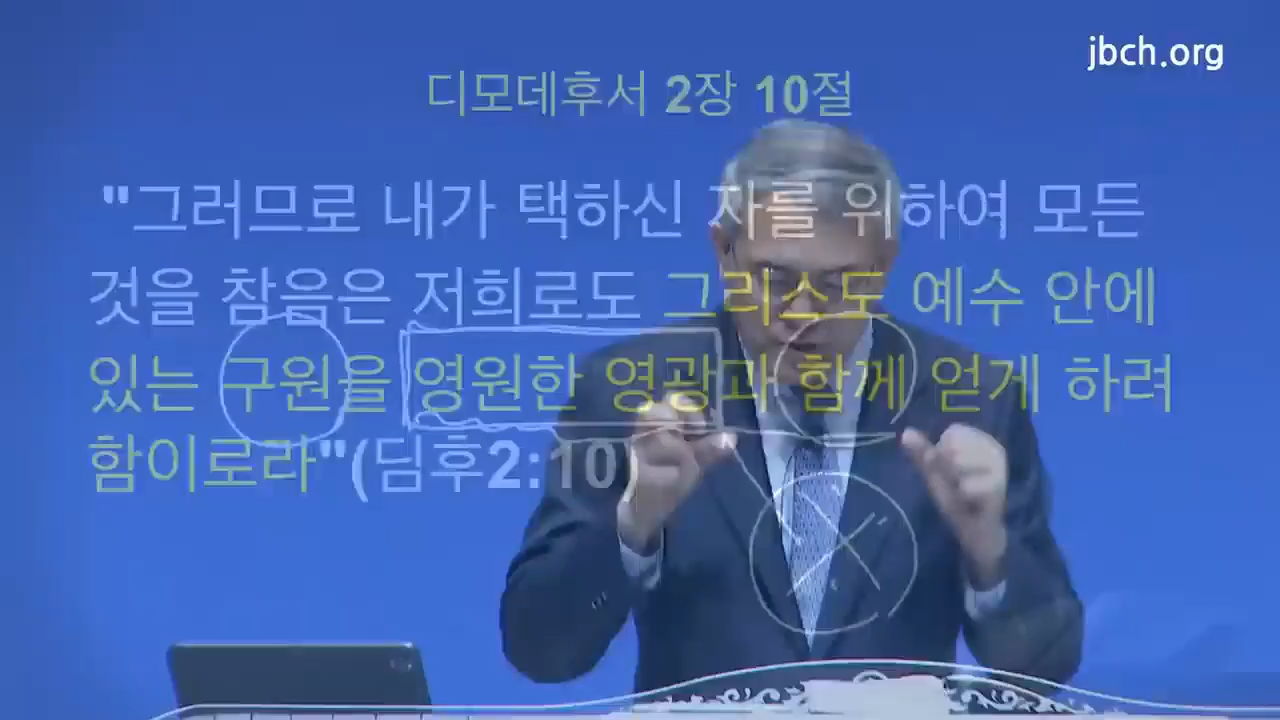 jbch.org
디모데후서 2장 10절
"그러므로 내가 택하신 자를 위하여 모든
것을 참음은 저희로도 그리스도 예수 안에
있는 구원을 영원한 영광과 함께 얻게 하려
함이로라"(딤후2:10)